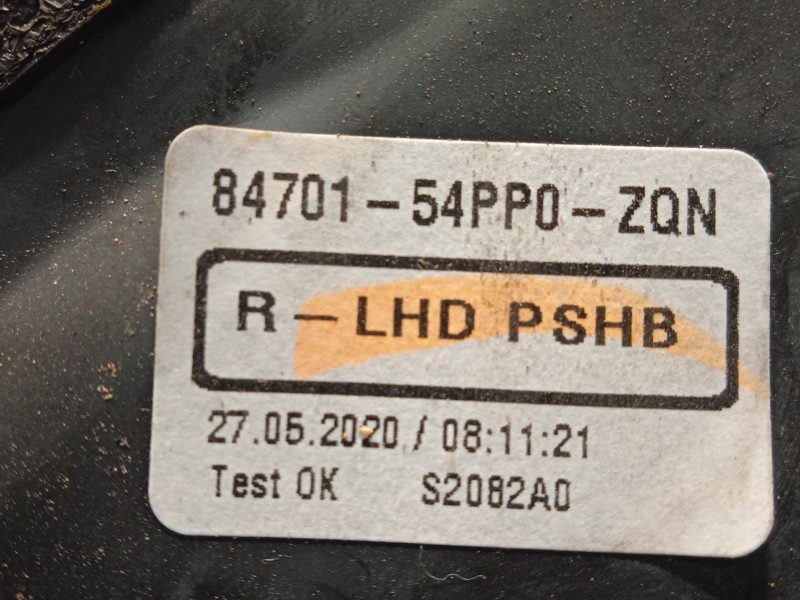 84701-54PP0-ZQN
R-LHD PSHB
27.05.2020 / 08:11:21
Test OK S2082A0